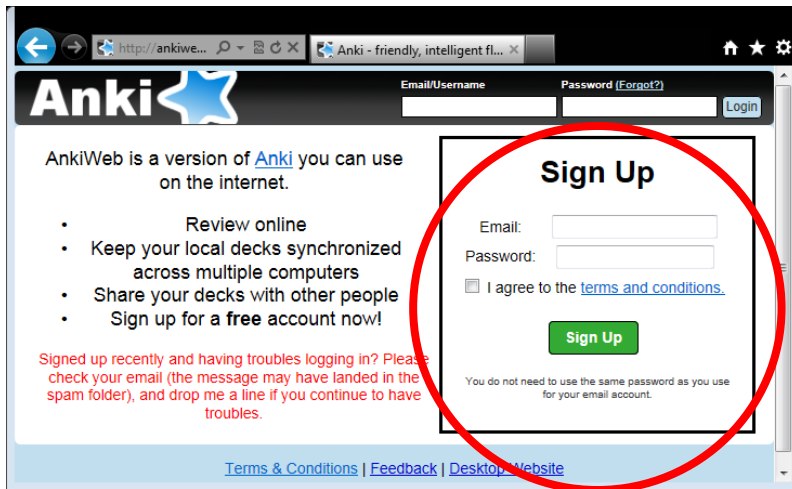 http://ankiwe...
Anki - friendly, intelligent fl...
Anki
Email/Username
Password (Forgot?)
Login
AnkiWeb is a version of Anki you can use
on the internet.
• Review online
• Keep your local decks synchronized
across multiple computers
• Share your decks with other people
• Sign up for a free account now!
Signed up recently and having troubles logging in? Please
check your email (the message may have landed in the
spam folder), and drop me a line if you continue to have
troubles.
Sign Up
Email:
Password:
I agree to the terms and conditions.
Sign Up
You do not need to use the same password as you use
for your email account.
Terms & Conditions | Feedback | Desktop Website